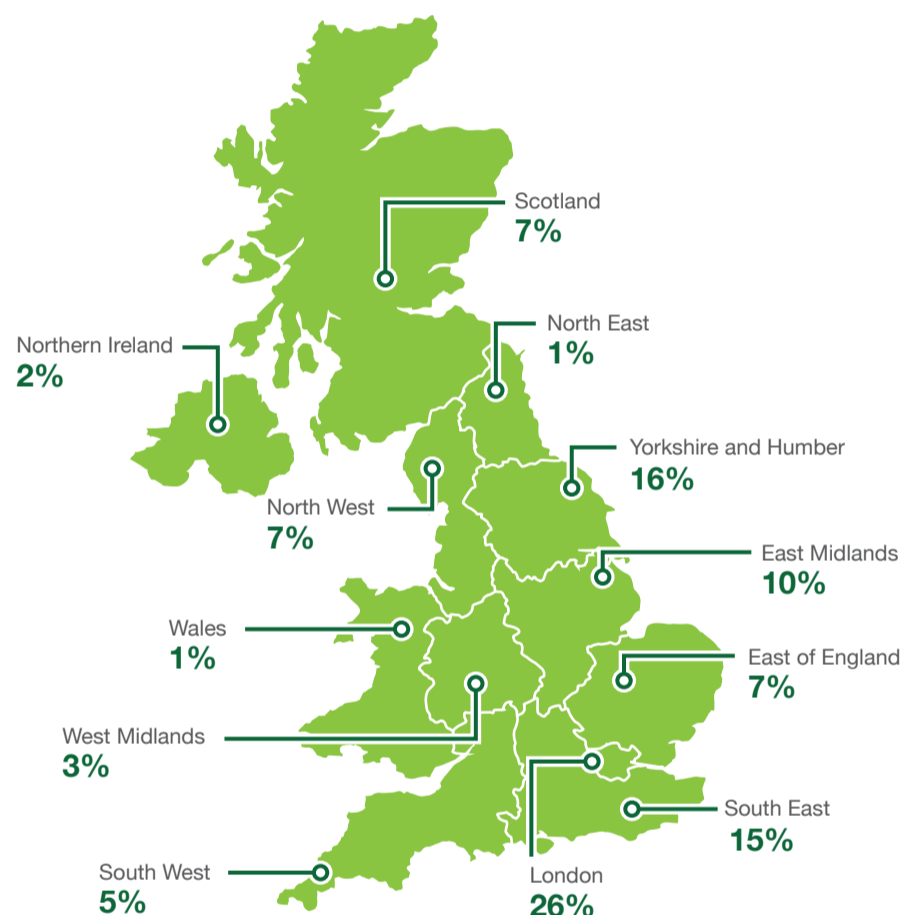 Scotland
7%
North East
1%
Northern Ireland
2%
Yorkshire and Humber
16%
North West
7%
East Midlands
10%
Wales
1%
East of England
7%
West Midlands
3%
South East
15%
South West
5%
London
26%